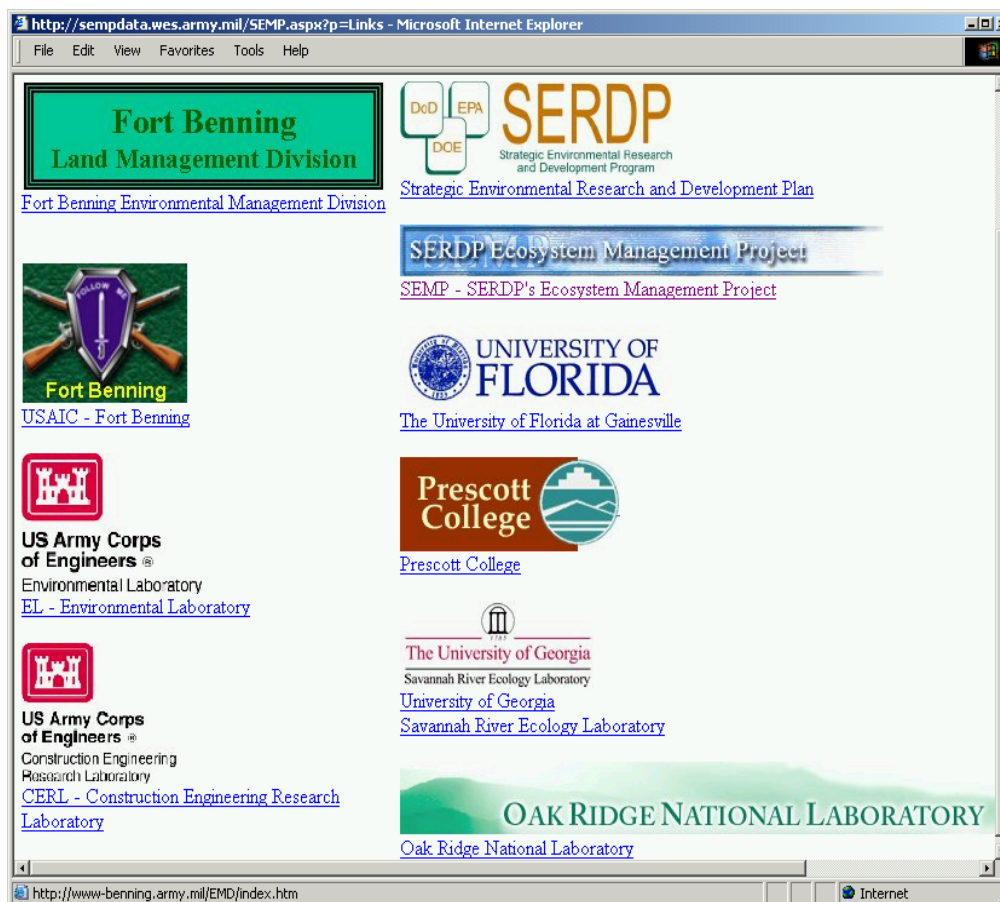 http://sempdata.wes.army.mil/SEMP.aspx?p=Links - Microsoft Internet Explorer
File Edit View Favorites Tools Help
Fort Benning
Land Management Division
Fort Benning Environmental Management Division
FOLLOW ME
Fort Benning
USAIC - Fort Benning
US Army Corps
of Engineers ®
Environmental Laboratory
EL - Environmental Laboratory
US Army Corps
of Engineers ®
Construction Engineering
Research Laboratory
CERL - Construction Engineering Research
Laboratory
DoD EPA
DOE
SERDP
Strategic Environmental Research
and Development Program
Strategic Environmental Research and Development Plan
SEMP
SERDP Ecosystem Management Project
SEMP - SERDP's Ecosystem Management Project
UNIVERSITY OF
FLORIDA
The University of Florida at Gainesville
Prescott
College
Prescott College
1785
The University of Georgia
Savannah River Ecology Laboratory
University of Georgia
Savannah River Ecology Laboratory
OAK RIDGE NATIONAL LABORATORY
Oak Ridge National Laboratory
http://www-benning.army.mil/EMD/index.htm
Internet